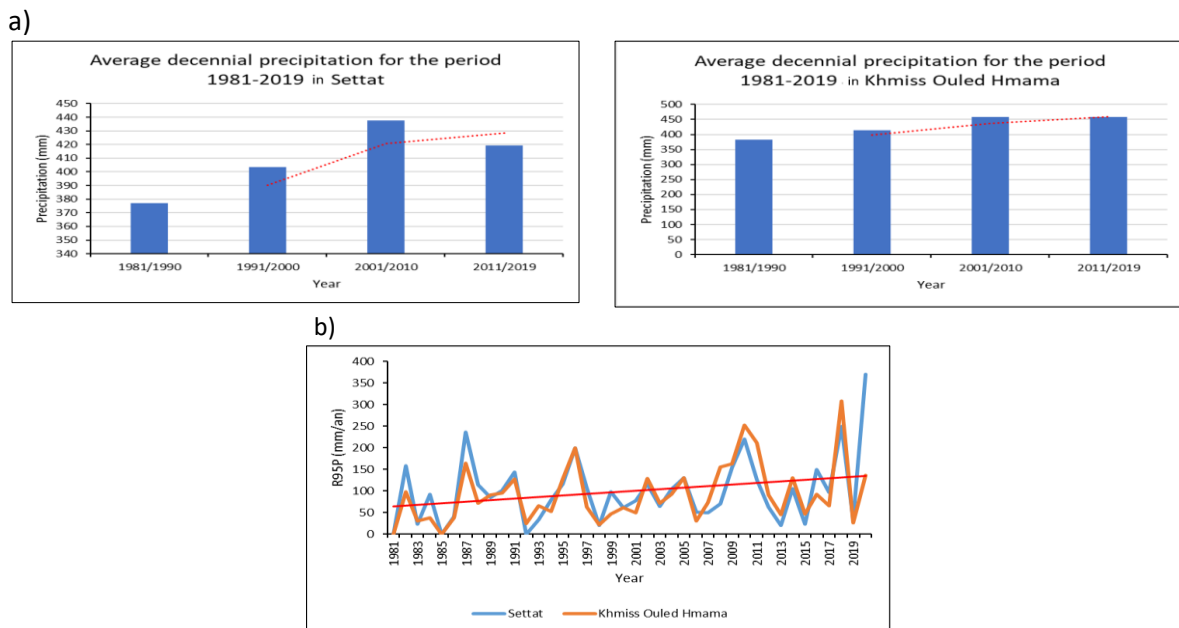 a)
Average decennial precipitation for the period
1981-2019 in Settat
450
440
430
420
410
400
390
380
370
360
350
340
Precipitation (mm)
1981/1990 1991/2000 2001/2010 2011/2019
Year
Average decennial precipitation for the period
1981-2019 in Khmiss Ouled Hmama
500
450
400
350
300
250
200
150
100
50
0
Precipitation (mm)
1981/1990 1991/2000 2001/2010 2011/2019
Year
b)
400
350
300
250
200
150
100
50
0
R95P (mm/an)
1981 1983 1985 1987 1989 1991 1993 1995 1997 1999 2001 2003 2005 2007 2009 2011 2013 2015 2017 2019
Year
Settat Khmiss Ouled Hmama